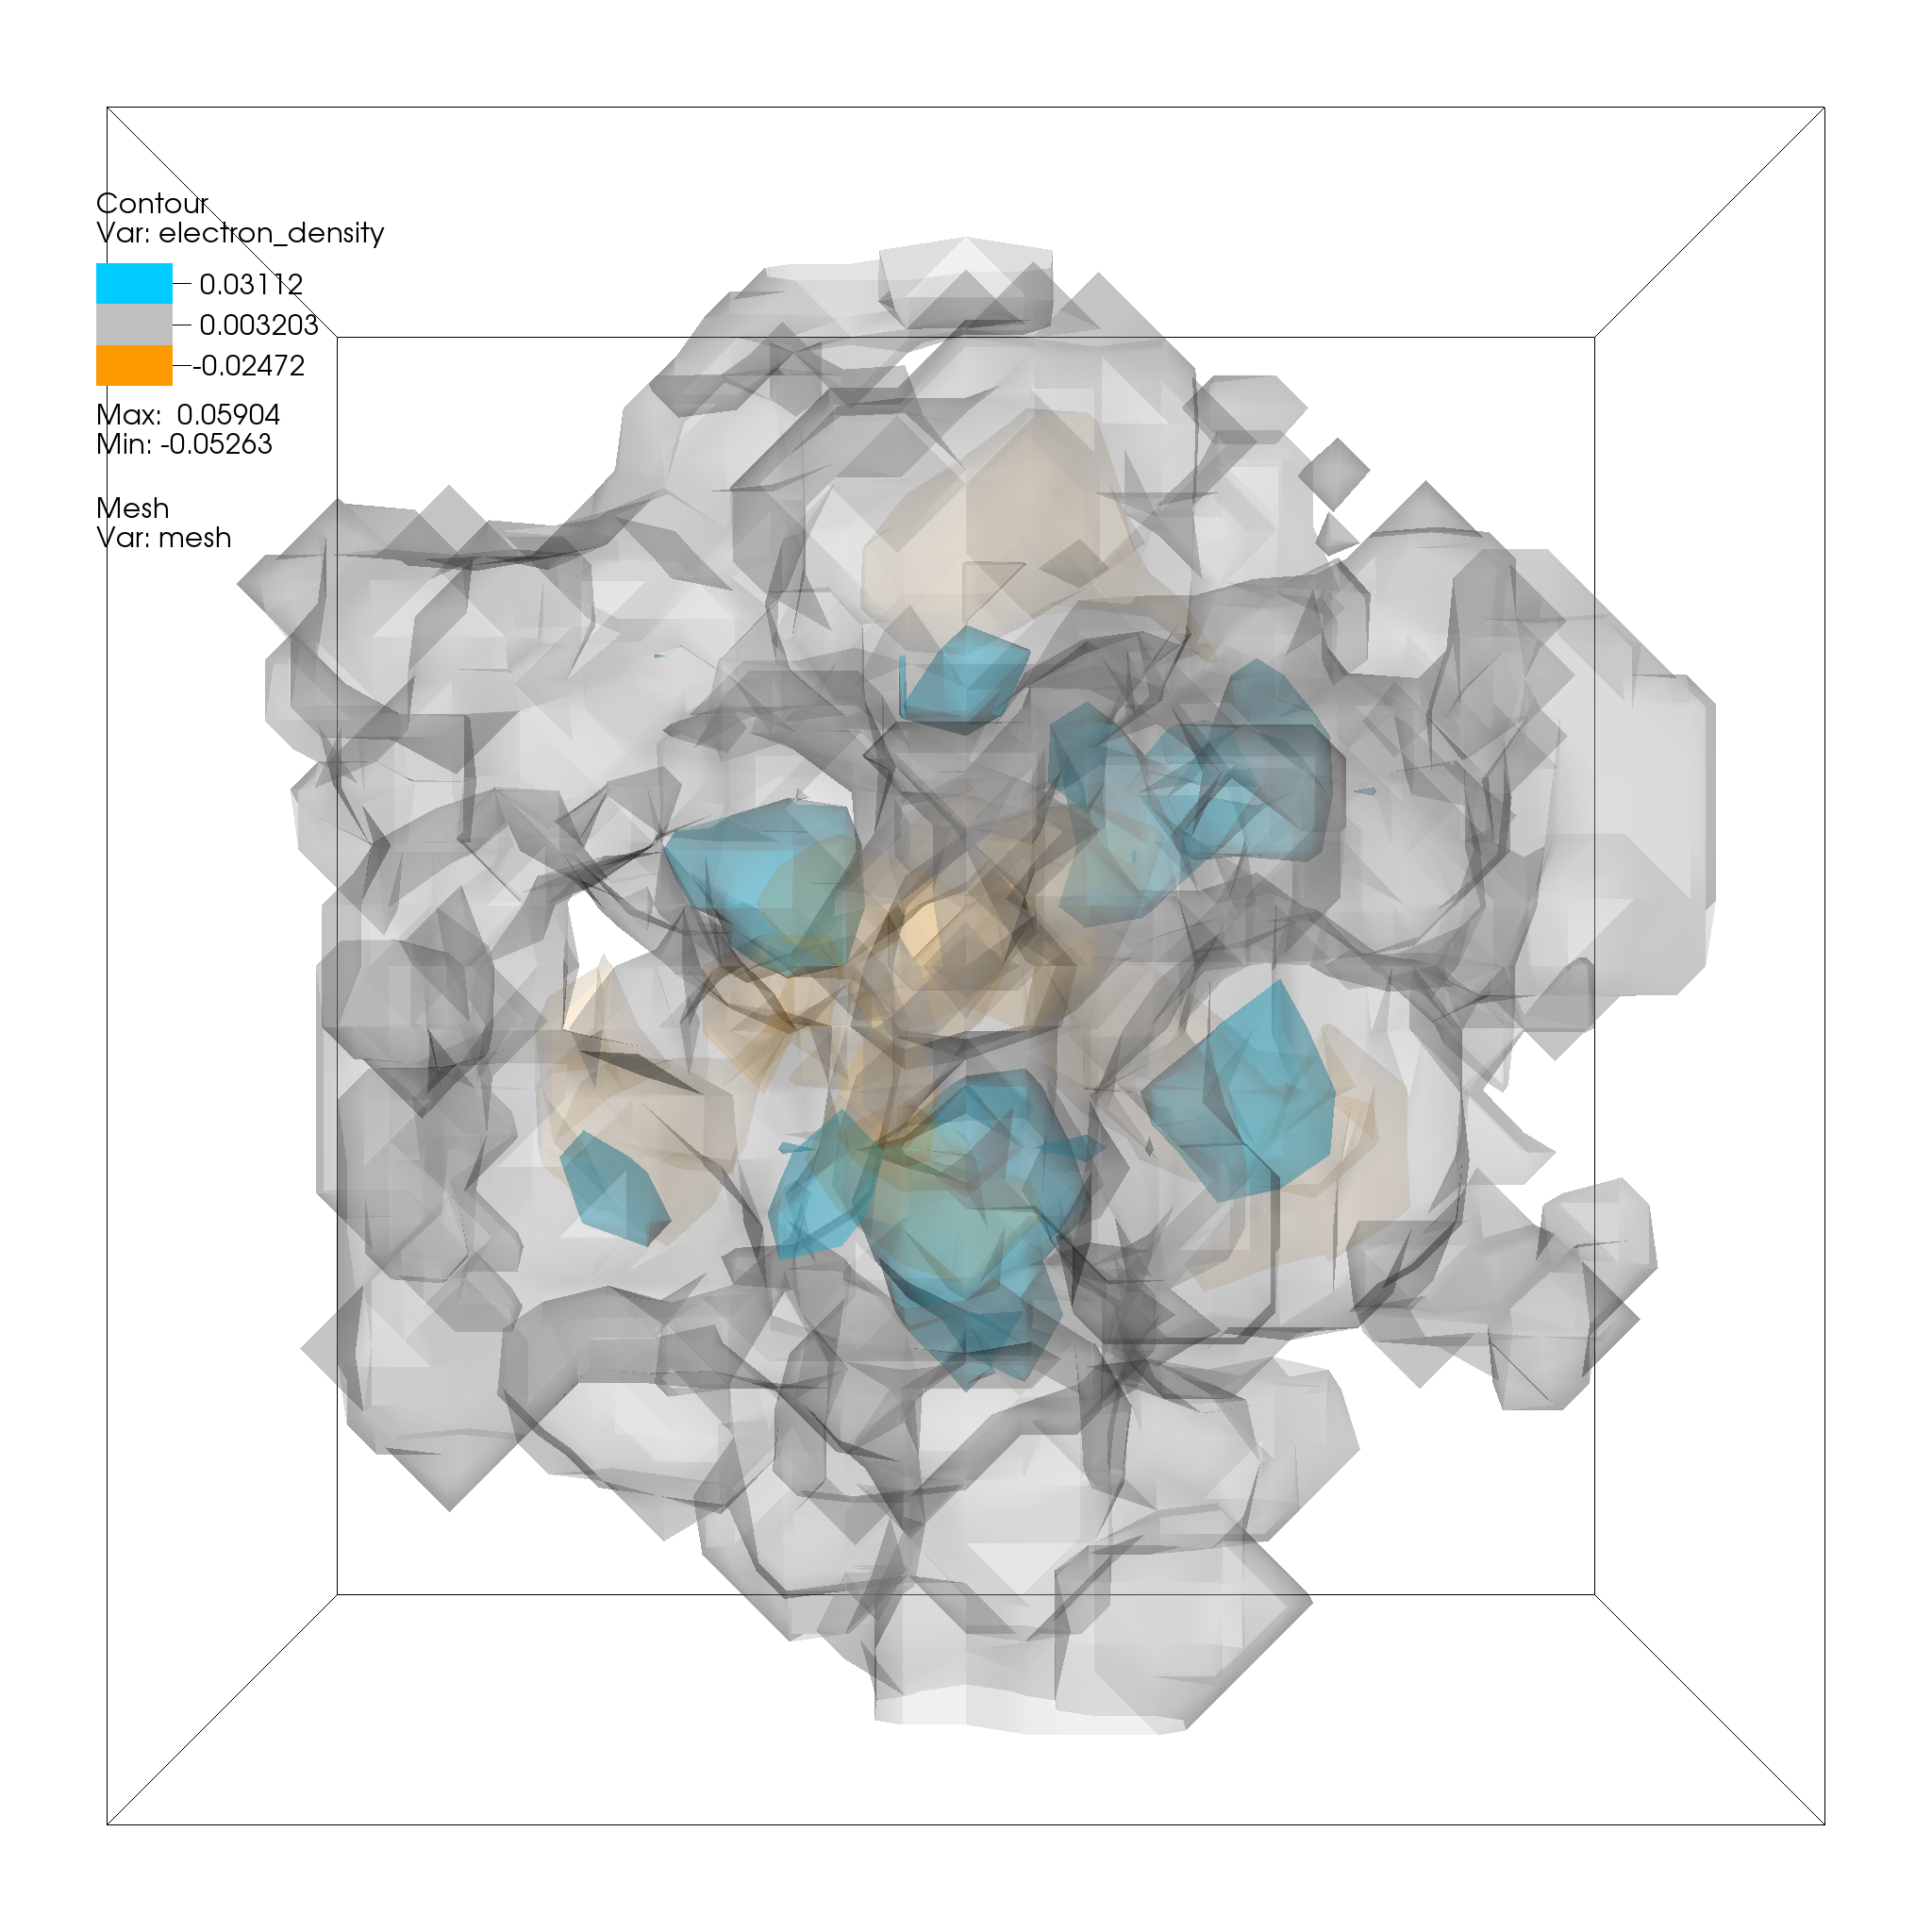 Contour
Var: electron_density
0.03112
0.003203
-0.02472
Max: 0.05904
Min: -0.05263
Mesh
Var: mesh